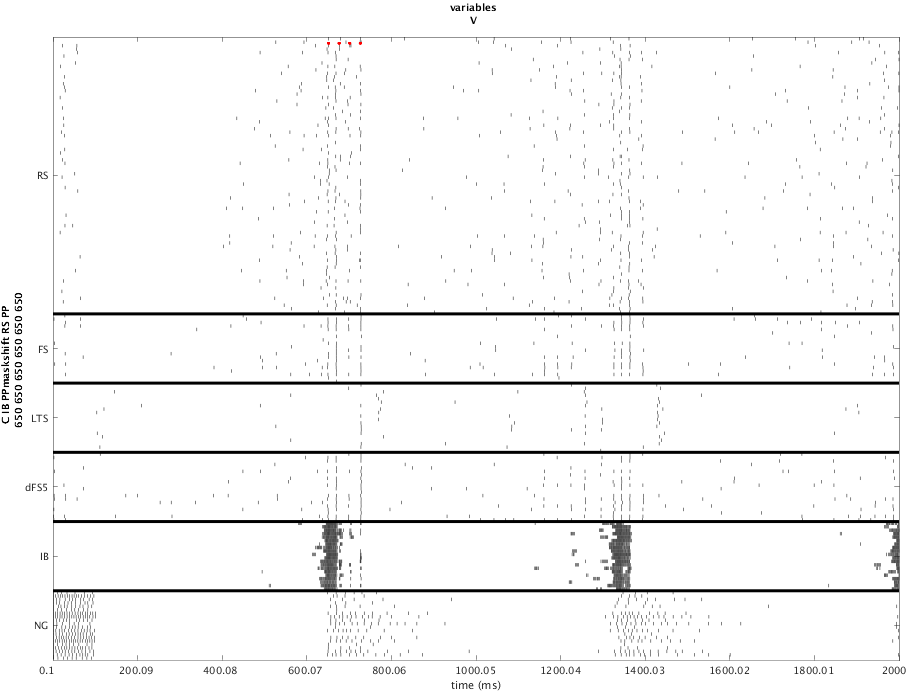 variables
V
RS
FS
LTS
dFS5
IB
NG
C IB PPmaskshift RS PP
650 650 650 650 650 650
0.1 200.09 400.08 600.07 800.06 1000.05 1200.04 1400.03 1600.02 1800.01 2000
time (ms)